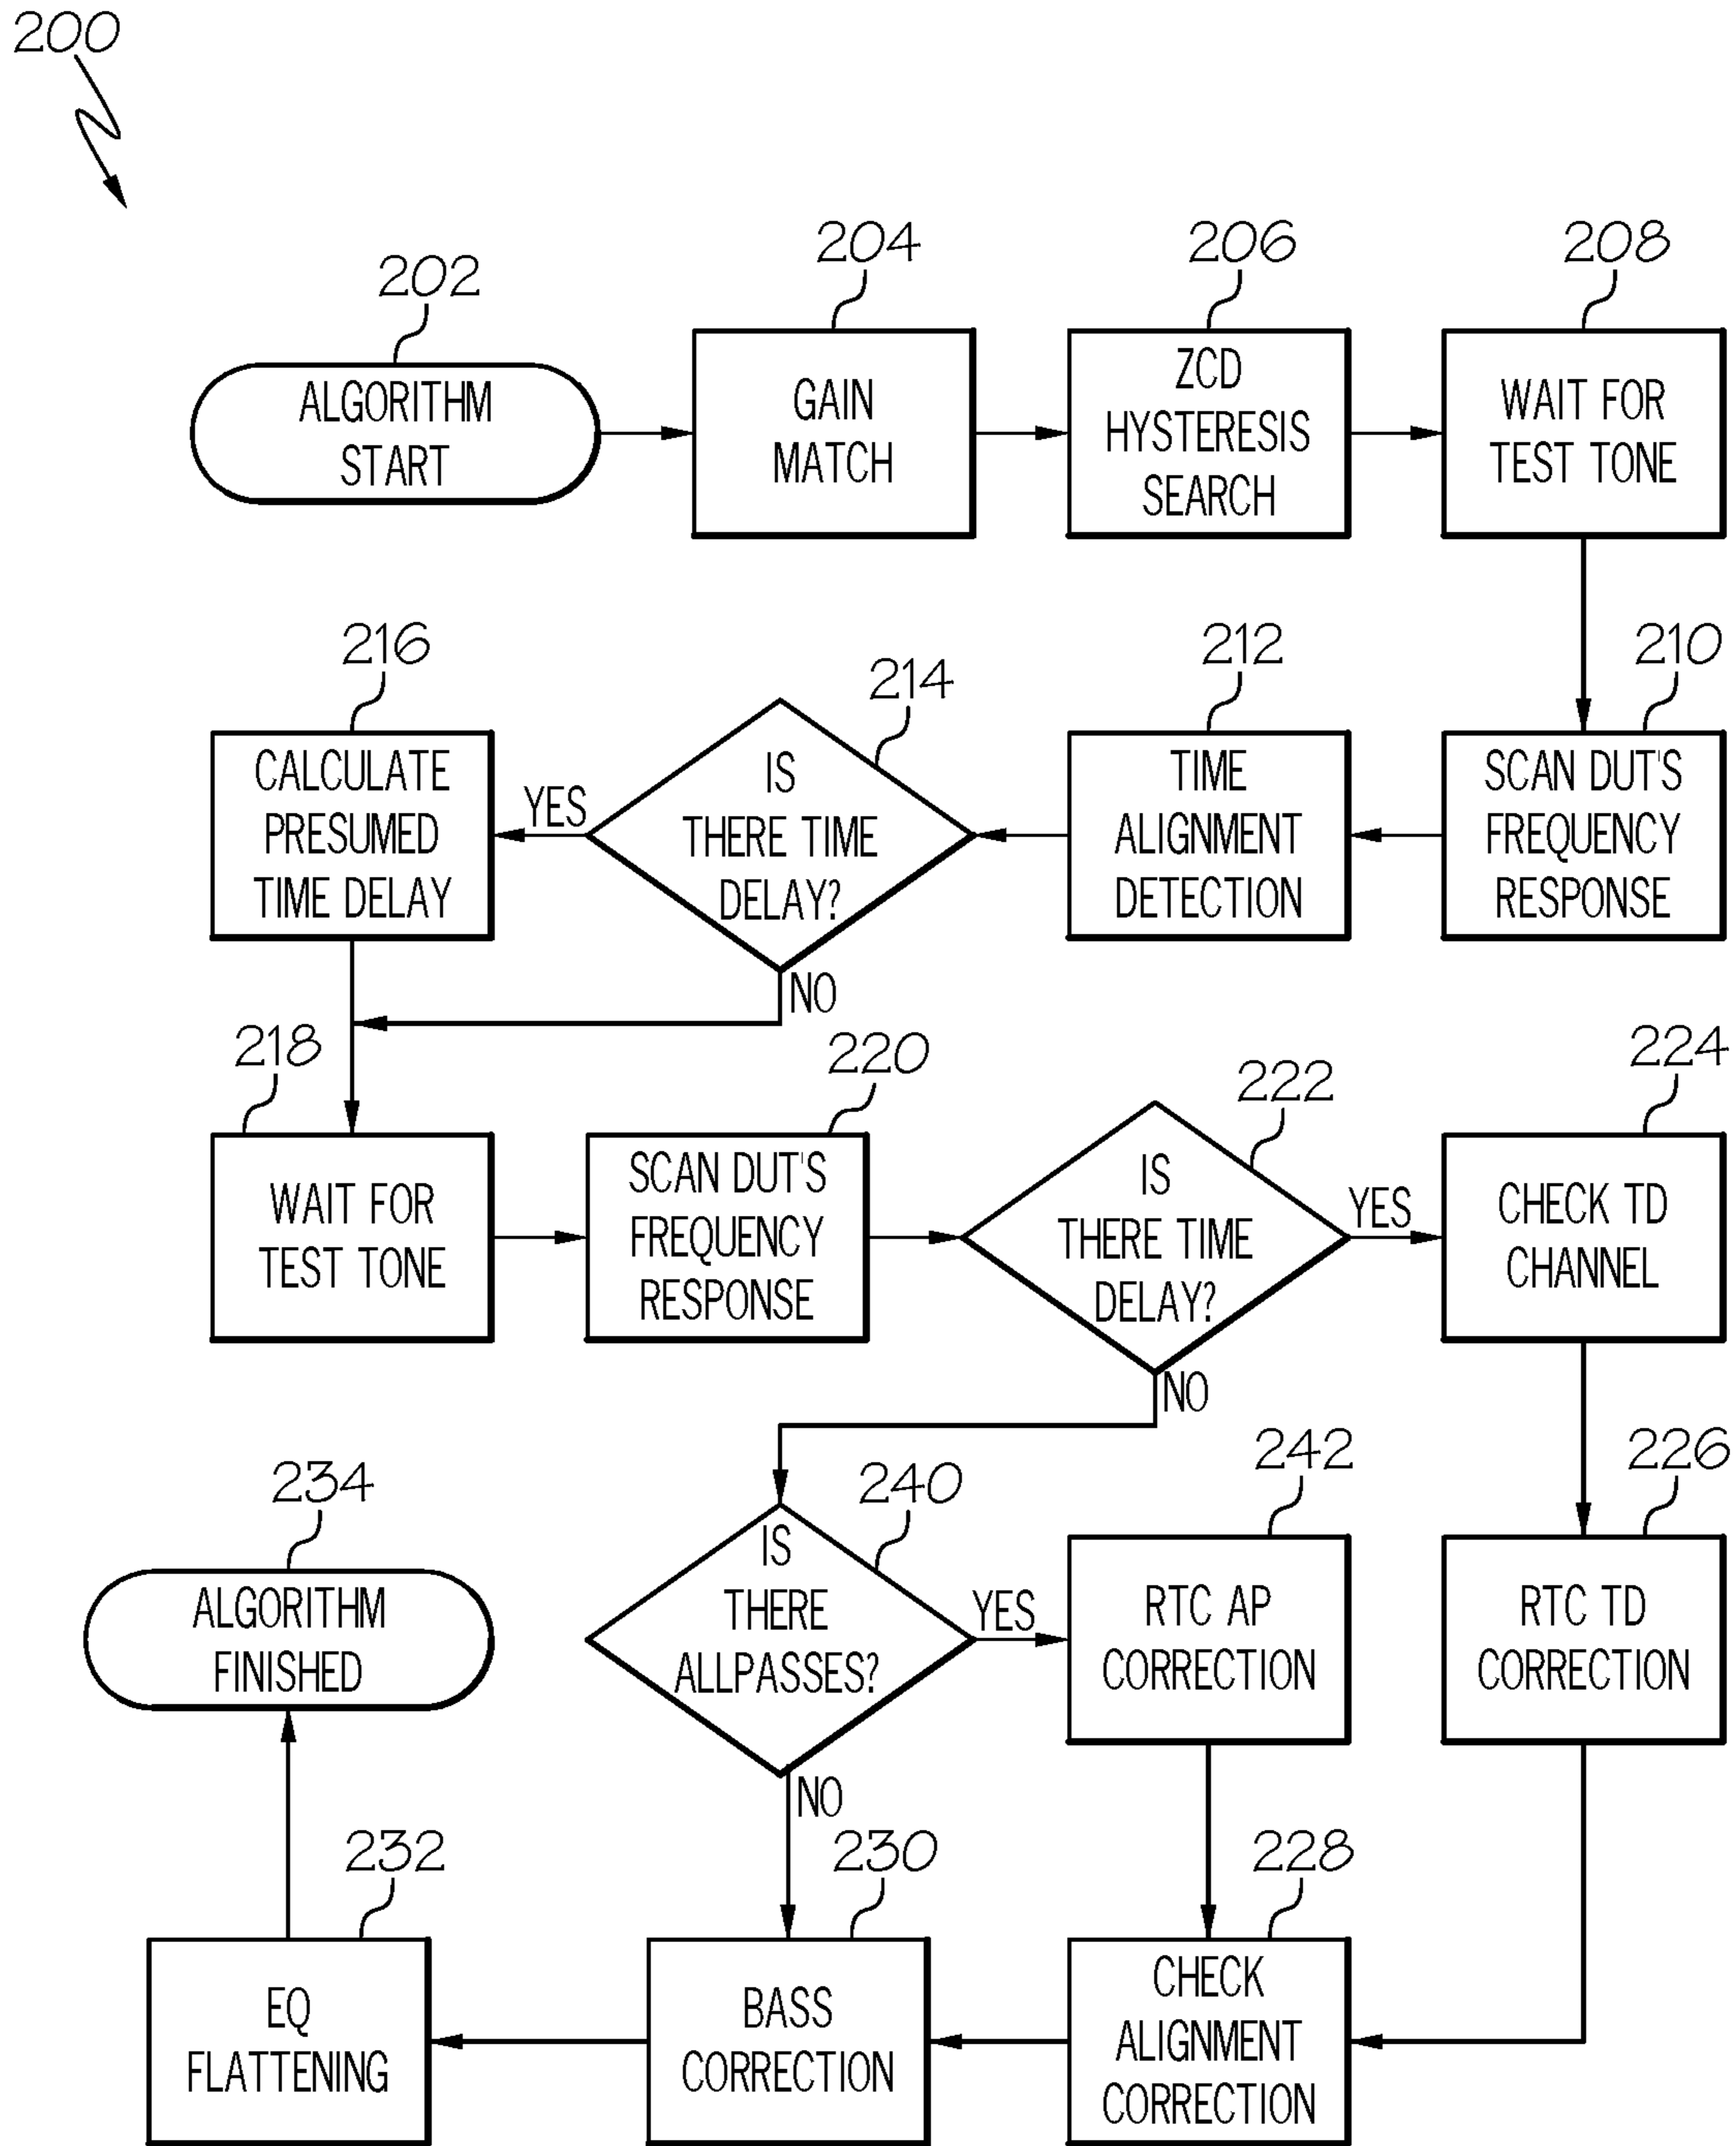 200
202
ALGORITHM
START
204
GAIN
MATCH
206
ZCD
HYSTERESIS
SEARCH
208
WAIT FOR
TEST TONE
210
SCAN DUT'S
FREQUENCY
RESPONSE
212
TIME
ALIGNMENT
DETECTION
214
IS
THERE TIME
DELAY?
YES
NO
216
CALCULATE
PRESUMED
TIME DELAY
218
WAIT FOR
TEST TONE
220
SCAN DUT'S
FREQUENCY
RESPONSE
222
IS
THERE TIME
DELAY?
YES
NO
224
CHECK TD
CHANNEL
226
RTC TD
CORRECTION
240
IS
THERE
ALLPASSES?
YES
NO
242
RTC AP
CORRECTION
228
CHECK
ALIGNMENT
CORRECTION
230
BASS
CORRECTION
232
EQ
FLATTENING
234
ALGORITHM
FINISHED